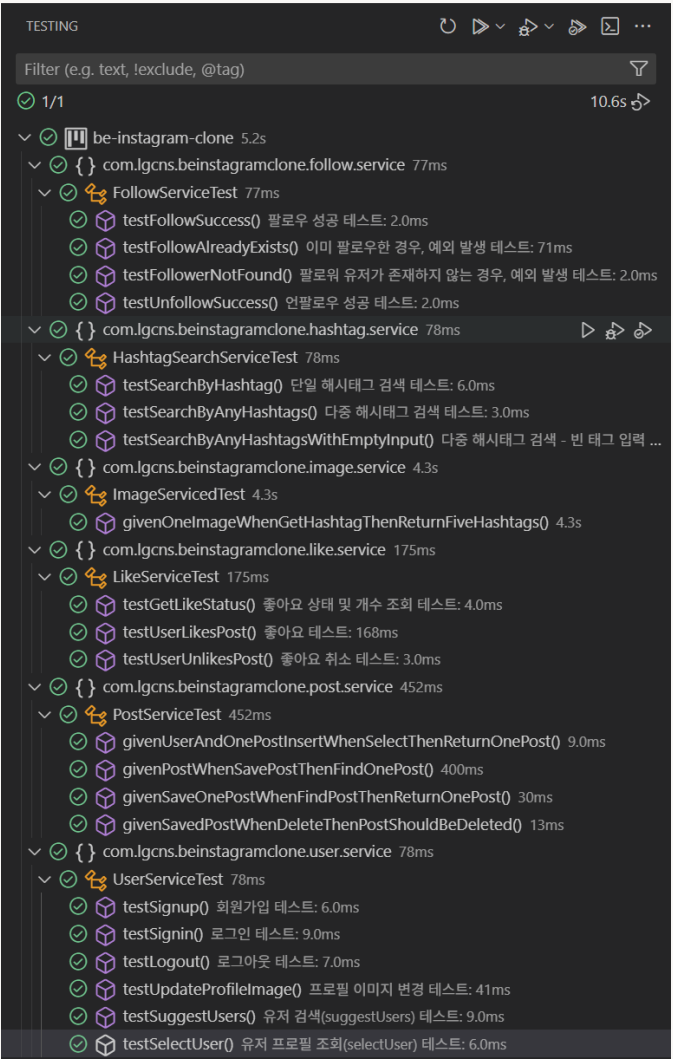 TESTING
Filter (e.g. text, !exclude, @tag)
1/1 10.6s
be-instagram-clone 5.2s
{ } com.lgcns.beinstagramclone.follow.service 77ms
FollowServiceTest 77ms
testFollowSuccess() 팔로우 성공 테스트: 2.0ms
testFollowAlreadyExists() 이미 팔로우한 경우, 예외 발생 테스트: 71ms
testFollowerNotFound() 팔로워 유저가 존재하지 않는 경우, 예외 발생 테스트: 2.0ms
testUnfollowSuccess() 언팔로우 성공 테스트: 2.0ms
{ } com.lgcns.beinstagramclone.hashtag.service 78ms
HashtagSearchServiceTest 78ms
testSearchByHashtag() 단일 해시태그 검색 테스트: 6.0ms
testSearchByAnyHashtags() 다중 해시태그 검색 테스트: 3.0ms
testSearchByAnyHashtagsWithEmptyInput() 다중 해시태그 검색 - 빈 태그 입력 ...
{ } com.lgcns.beinstagramclone.image.service 4.3s
ImageServicedTest 4.3s
givenOneImageWhenGetHashtagThenReturnFiveHashtags() 4.3s
{ } com.lgcns.beinstagramclone.like.service 175ms
LikeServiceTest 175ms
testGetLikeStatus() 좋아요 상태 및 개수 조회 테스트: 4.0ms
testUserLikesPost() 좋아요 테스트: 168ms
testUserUnlikesPost() 좋아요 취소 테스트: 3.0ms
{ } com.lgcns.beinstagramclone.post.service 452ms
PostServiceTest 452ms
givenUserAndOnePostInsertWhenSelectThenReturnOnePost() 9.0ms
givenPostWhenSavePostThenFindOnePost() 400ms
givenSaveOnePostWhenFindPostThenReturnOnePost() 30ms
givenSavedPostWhenDeleteThenPostShouldBeDeleted() 13ms
{ } com.lgcns.beinstagramclone.user.service 78ms
UserServiceTest 78ms
testSignup() 회원가입 테스트: 6.0ms
testSignin() 로그인 테스트: 9.0ms
testLogout() 로그아웃 테스트: 7.0ms
testUpdateProfileImage() 프로필 이미지 변경 테스트: 41ms
testSuggestUsers() 유저 검색(suggestUsers) 테스트: 9.0ms
testSelectUser() 유저 프로필 조회(selectUser) 테스트: 6.0ms